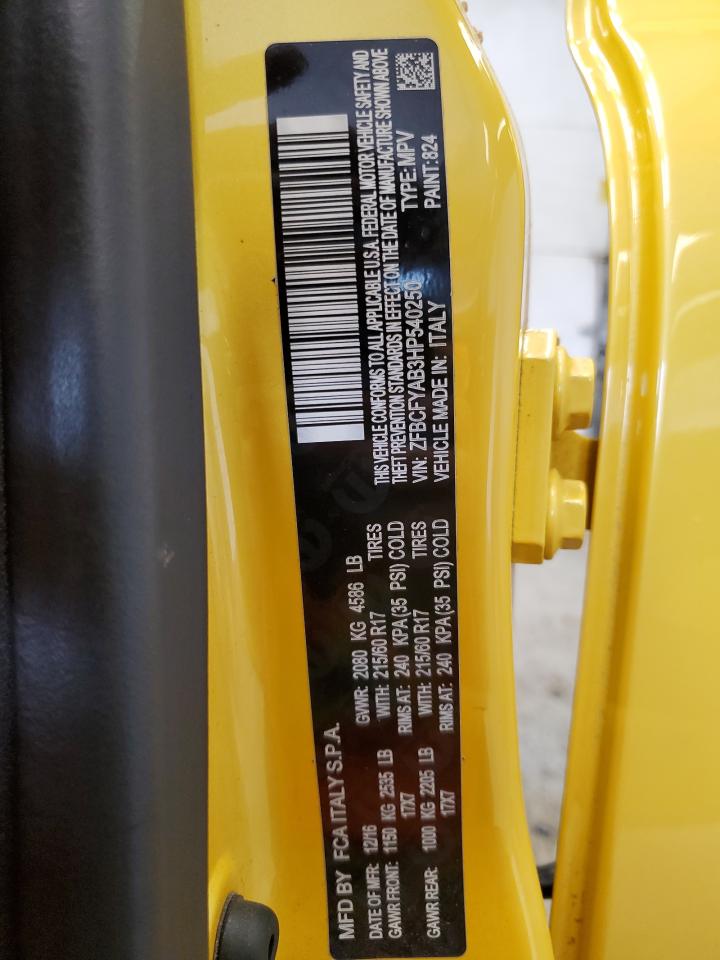 MFD BY FCA ITALY S.P.A.
DATE OF MFR: 12/16 GVWR: 2080 KG 4586 LB
GAWR FRONT: 1150 KG 2535 LB WITH: 215/60 R17 TIRES
17X7 RIMS AT: 240 KPA(35 PSI) COLD
GAWR REAR: 1000 KG 2205 LB WITH: 215/60 R17 TIRES
17X7 RIMS AT: 240 KPA(35 PSI) COLD
THIS VEHICLE CONFORMS TO ALL APPLICABLE U.S.A. FEDERAL MOTOR VEHICLE SAFETY AND
THEFT PREVENTION STANDARDS IN EFFECT ON THE DATE OF MANUFACTURE SHOWN ABOVE
VIN: ZFBCFYAB3HP540250 TYPE: MPV
VEHICLE MADE IN: ITALY PAINT: 824